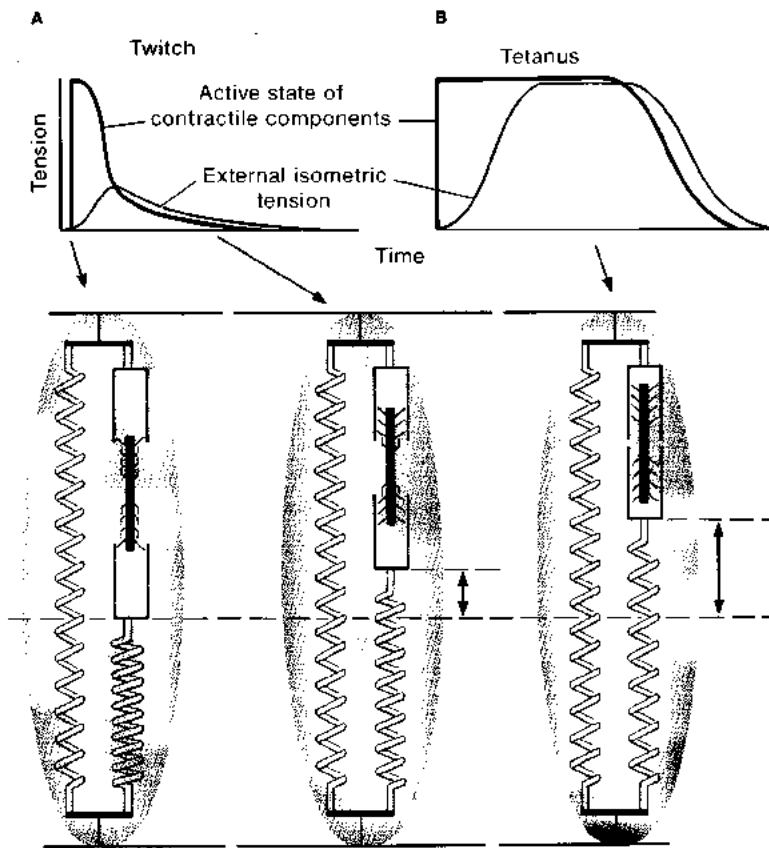 A
B
Twitch
Tetanus
Active state of
contractile components
Tension
External isometric
tension
Time